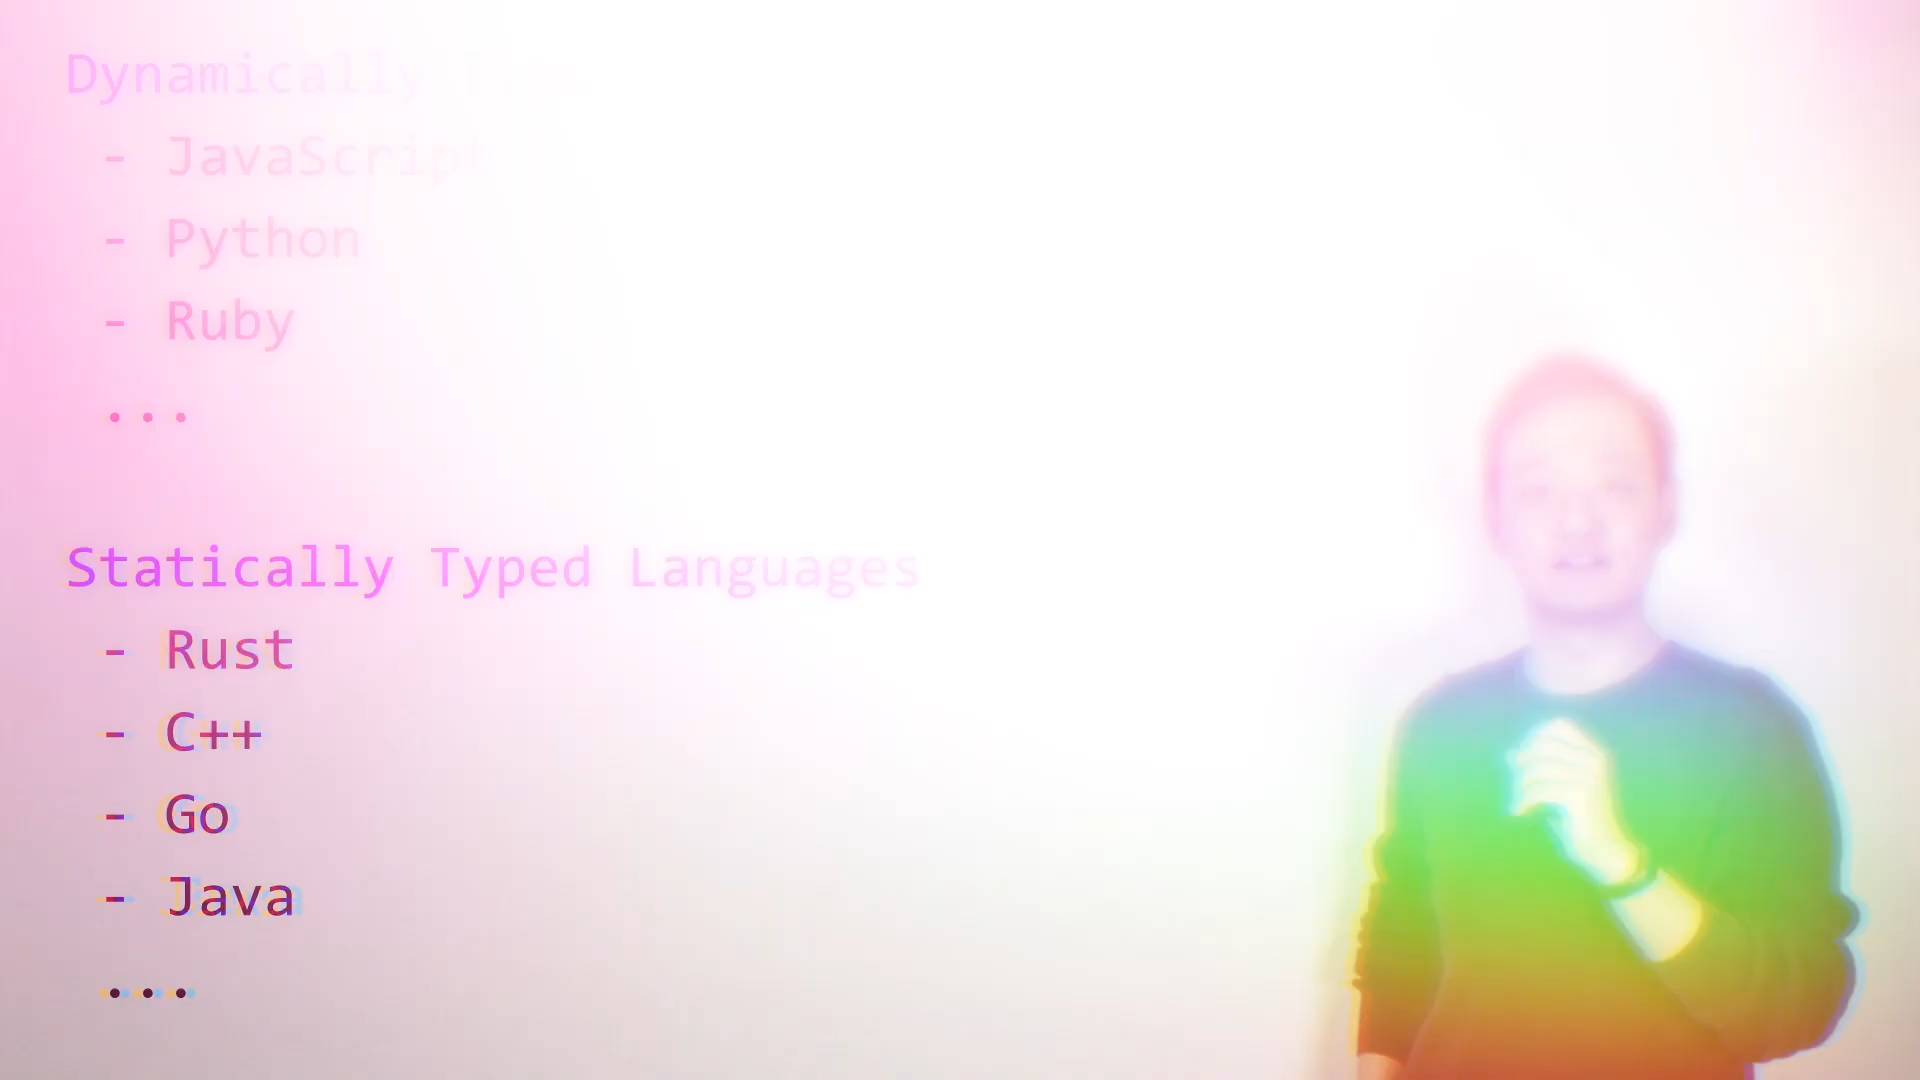 Dynamically
- JavaScript
- Python
- Ruby
...
Statically Typed Languages
- Rust
- C++
- Go
- Java
...